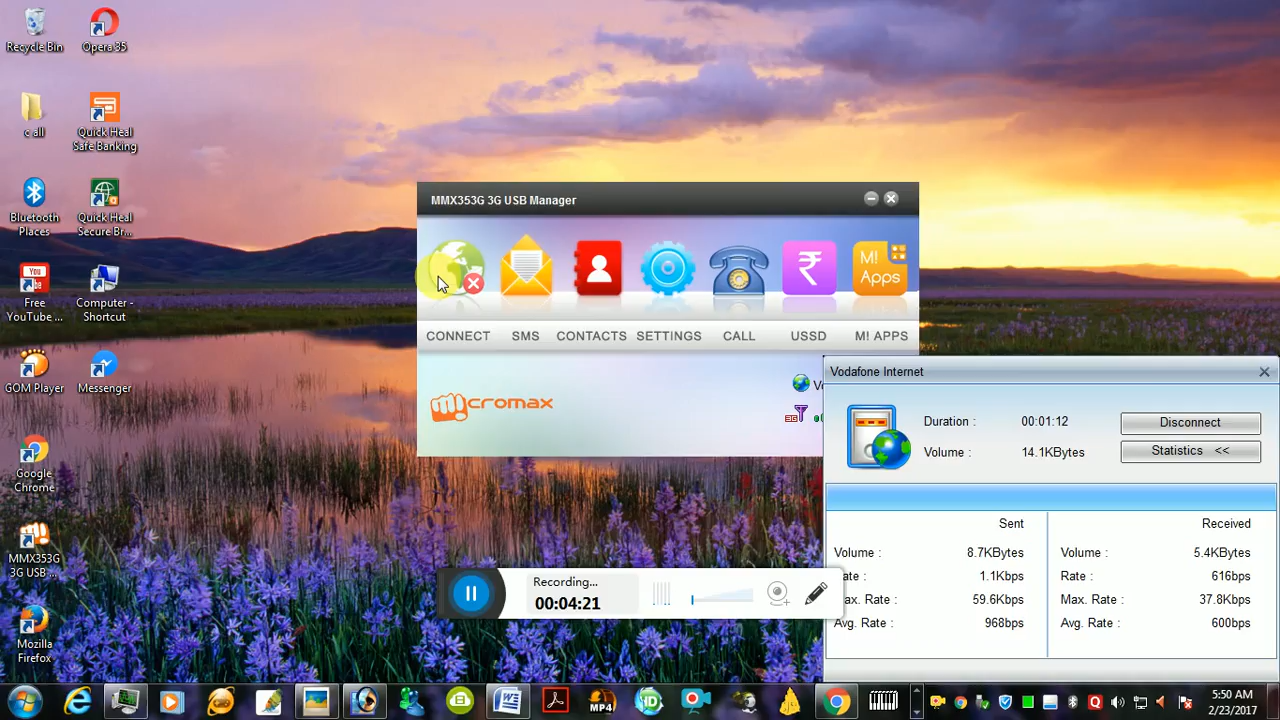 Recycle Bin
Opera 35
c all
Quick Heal
Safe Banking
Bluetooth
Places
Quick Heal
Secure Br...
You
Tube
Free
YouTube ...
Computer -
Shortcut
GOM Player
Messenger
Google
Chrome
MMX353G
3G USB ...
Mozilla
Firefox
MMX353G 3G USB Manager
M!
Apps
CONNECT
SMS
CONTACTS
SETTINGS
CALL
USSD
M! APPS
cromax
3G
Vodafone Internet
Duration :
00:01:12
Disconnect
Volume :
14.1KBytes
Statistics <<
Sent
Received
Volume :
8.7KBytes
Volume :
5.4KBytes
ate :
1.1Kbps
Rate :
616bps
ax. Rate :
59.6Kbps
Max. Rate :
37.8Kbps
Avg. Rate :
968bps
Avg. Rate :
600bps
Recording...
00:04:21
MP4
5:50 AM
2/23/2017